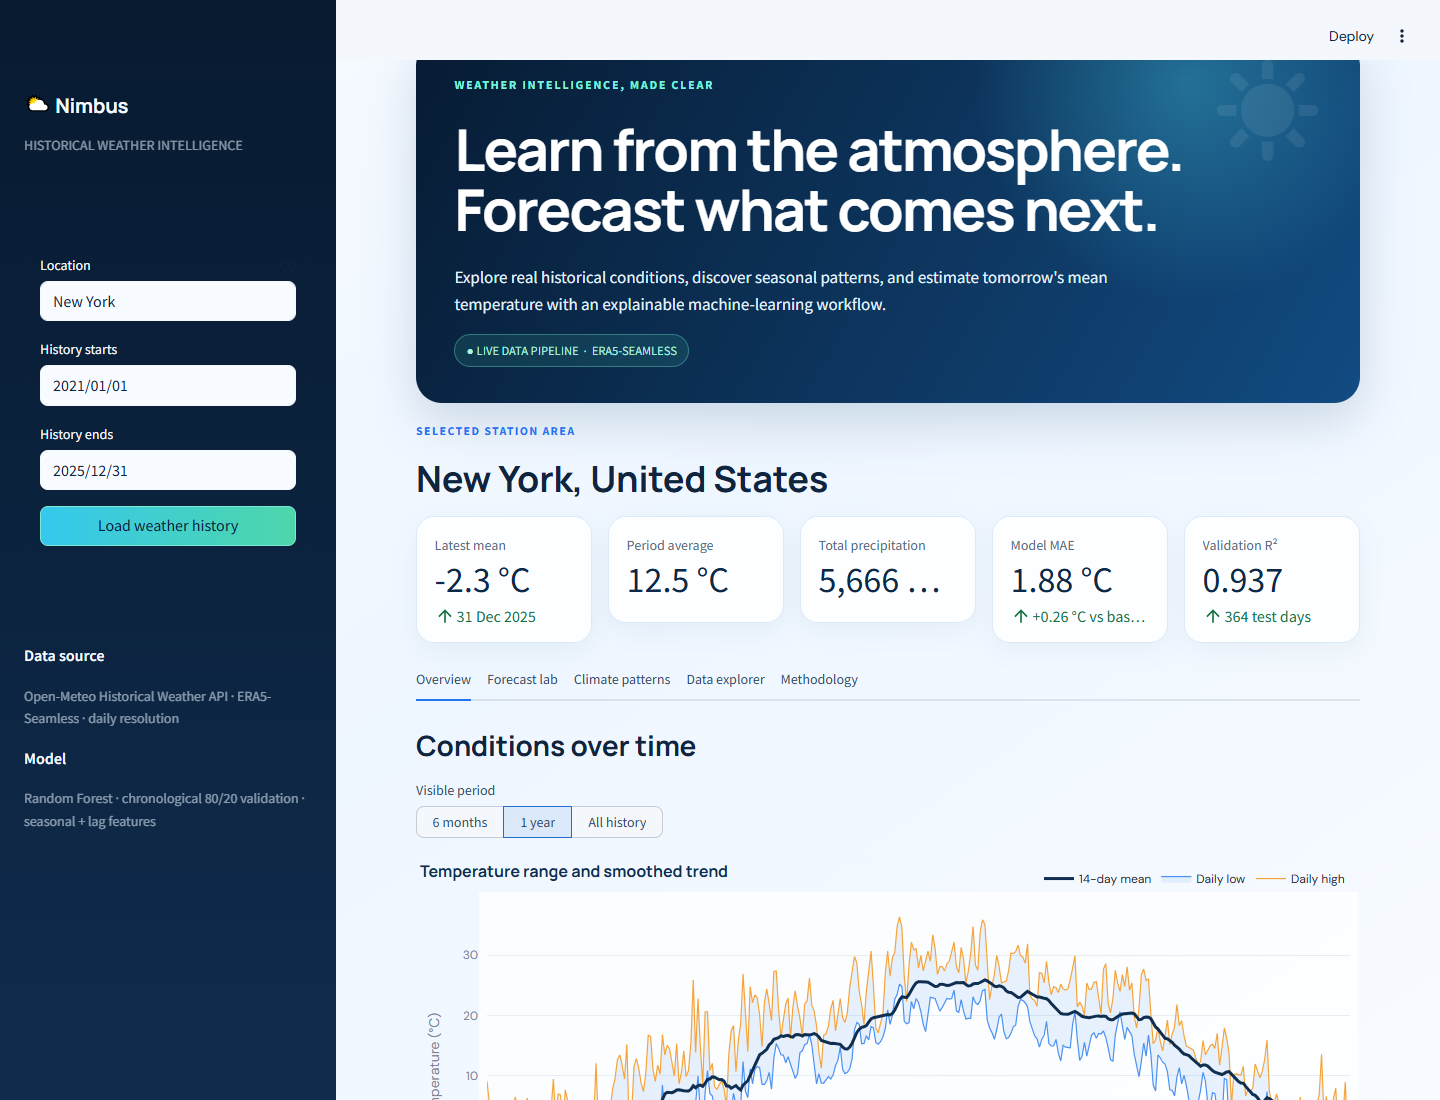 Deploy
Nimbus
HISTORICAL WEATHER INTELLIGENCE
Location
New York
History starts
2021/01/01
History ends
2025/12/31
Load weather history
Data source
Open-Meteo Historical Weather API · ERA5-
Seamless · daily resolution
Model
Random Forest · chronological 80/20 validation ·
seasonal + lag features
WEATHER INTELLIGENCE, MADE CLEAR
Learn from the atmosphere.
Forecast what comes next.
Explore real historical conditions, discover seasonal patterns, and estimate tomorrow's mean
temperature with an explainable machine-learning workflow.
● LIVE DATA PIPELINE · ERA5-SEAMLESS
SELECTED STATION AREA
New York, United States
Latest mean
-2.3 °C
↑ 31 Dec 2025
Period average
12.5 °C
Total precipitation
5,666 …
Model MAE
1.88 °C
↑ +0.26 °C vs bas…
Validation R²
0.937
↑ 364 test days
Overview Forecast lab Climate patterns Data explorer Methodology
Conditions over time
Visible period
6 months 1 year All history
Temperature range and smoothed trend
14-day mean Daily low Daily high
30
20
10
mperature (°C)